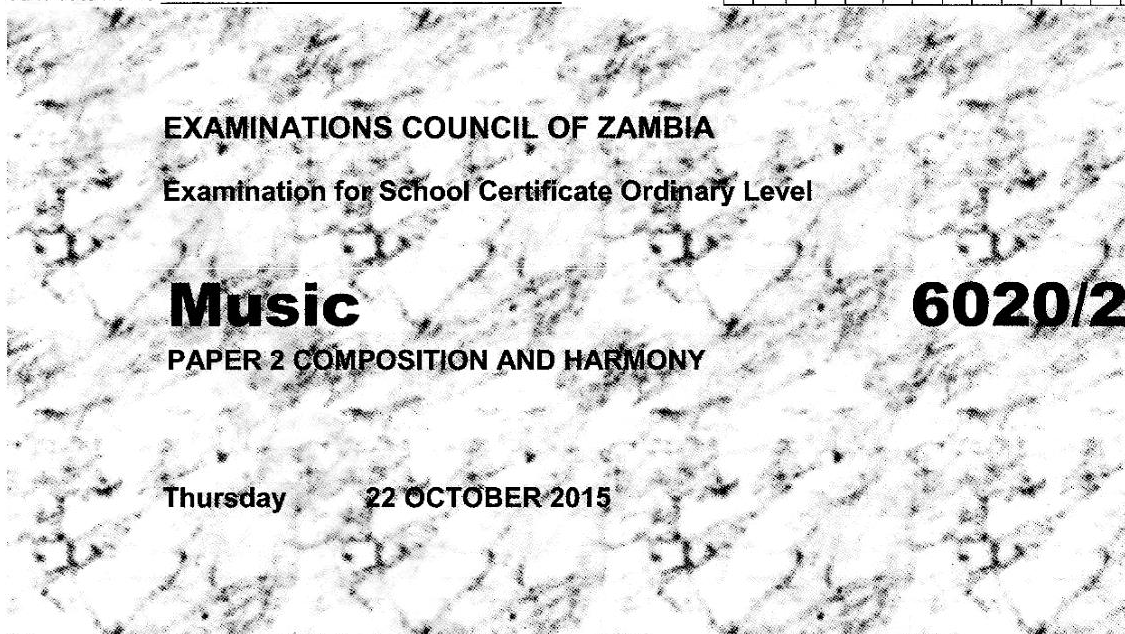 EXAMINATIONS COUNCIL OF ZAMBIA
Examination for School Certificate Ordinary Level
Music 6020/2
PAPER 2 COMPOSITION AND HARMONY
Thursday 22 OCTOBER 2015